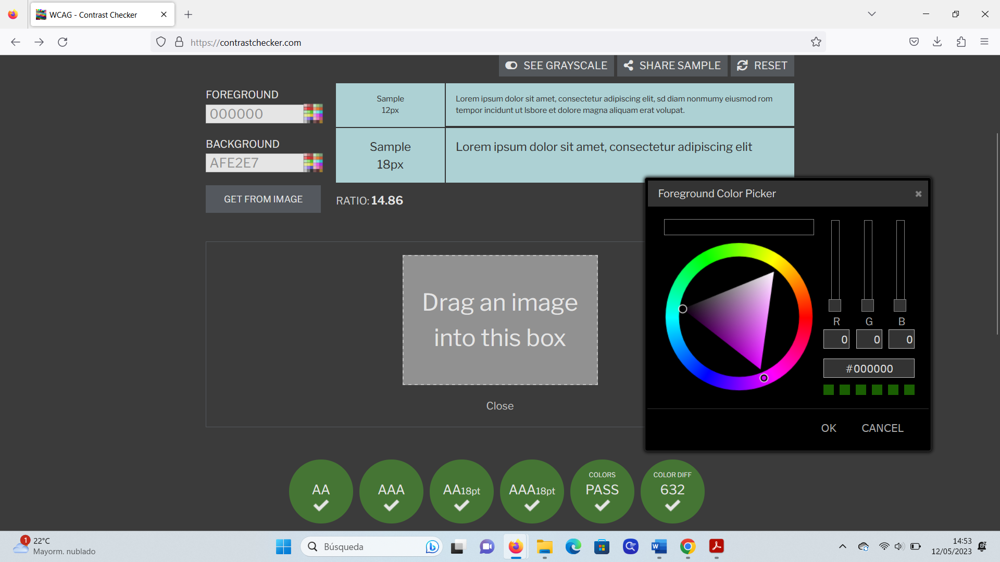 WCAG - Contrast Checker
https://contrastchecker.com
SEE GRAYSCALE
SHARE SAMPLE
RESET
FOREGROUND
000000
BACKGROUND
AFE2E7
GET FROM IMAGE
Sample
12px
Lorem ipsum dolor sit amet, consectetur adipiscing elit, sd diam nonmumy eiusmod rom
tempor incidunt ut lsbore et dolore magna aliquam erat volupat.
Sample
18px
Lorem ipsum dolor sit amet, consectetur adipiscing elit
RATIO: 14.86
Drag an image
into this box
Close
Foreground Color Picker
R G B
0 0 0
#000000
OK CANCEL
AA
AAA
AA18pt
AAA18pt
COLORS
PASS
COLOR DIFF
632
1
22°C
Mayorm. nublado
Búsqueda
14:53
12/05/2023